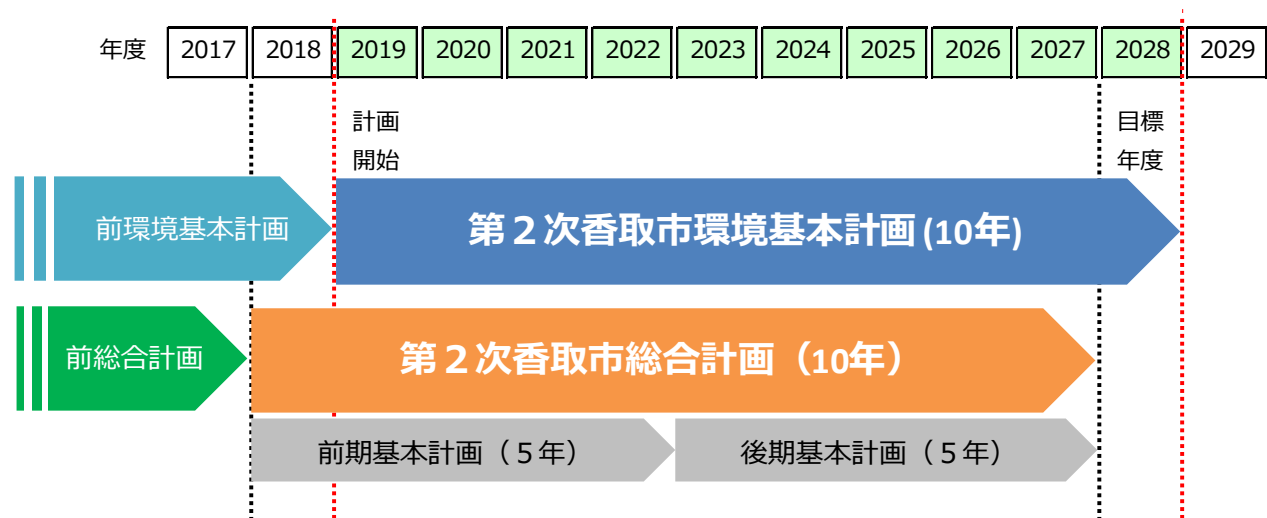 年度 2017 2018 2019 2020 2021 2022 2023 2024 2025 2026 2027 2028 2029
計画
開始
目標
年度
前環境基本計画
第２次香取市環境基本計画(10年)
前総合計画
第２次香取市総合計画（10年）
前期基本計画（５年）
後期基本計画（５年）